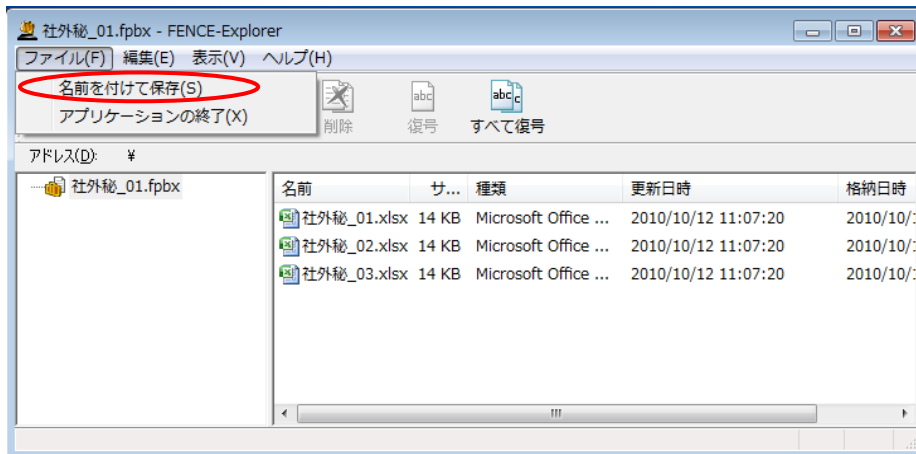 社外秘_01.fpbx - FENCE-Explorer
ファイル(F) 編集(E) 表示(V) ヘルプ(H)
名前を付けて保存(S)
アプリケーションの終了(X)
abc abc c
削除 復号 すべて復号
アドレス(D): ¥
社外秘_01.fpbx
名前 サ... 種類 更新日時 格納日時
社外秘_01.xlsx 14 KB Microsoft Office ... 2010/10/12 11:07:20 2010/10/
社外秘_02.xlsx 14 KB Microsoft Office ... 2010/10/12 11:07:20 2010/10/
社外秘_03.xlsx 14 KB Microsoft Office ... 2010/10/12 11:07:20 2010/10/